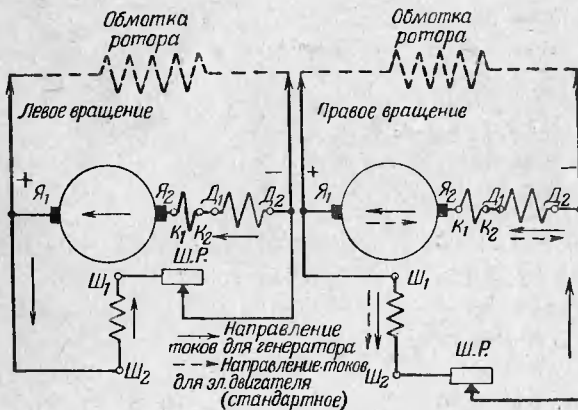 Обмотка
ротора
Обмотка
ротора
Левое вращение
Правое вращение
+
–
+
–
Я₁
Я₂
Д₁
Д₂
К₁
К₂
Я₁
Я₂
Д₁
Д₂
К₁
К₂
Ш₁
Ш.Р.
Ш₂
Ш₁
Ш.Р.
Ш₂
Направление
токов для генератора
Направление токов
для эл. двигателя
(стандартное)